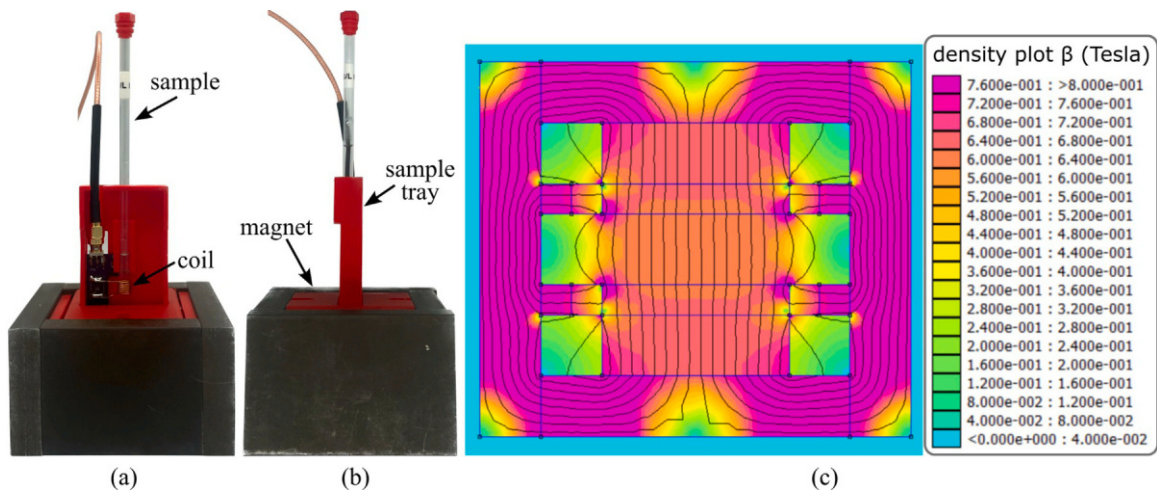 sample
coil
(a)
sample
tray
magnet
(b)
(c)
density plot β (Tesla)
7.600e-001 : >8.000e-001
7.200e-001 : 7.600e-001
6.800e-001 : 7.200e-001
6.400e-001 : 6.800e-001
6.000e-001 : 6.400e-001
5.600e-001 : 6.000e-001
5.200e-001 : 5.600e-001
4.800e-001 : 5.200e-001
4.400e-001 : 4.800e-001
4.000e-001 : 4.400e-001
3.600e-001 : 4.000e-001
3.200e-001 : 3.600e-001
2.800e-001 : 3.200e-001
2.400e-001 : 2.800e-001
2.000e-001 : 2.400e-001
1.600e-001 : 2.000e-001
1.200e-001 : 1.600e-001
8.000e-002 : 1.200e-001
4.000e-002 : 8.000e-002
<0.000e+000 : 4.000e-002